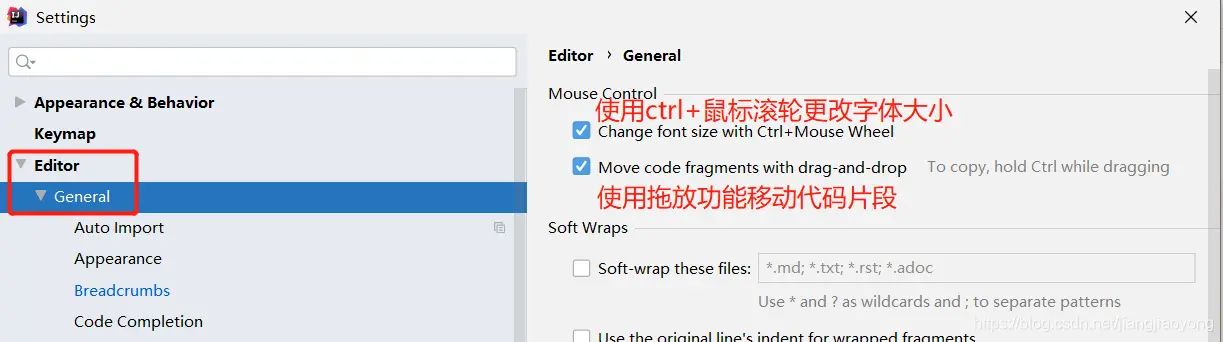 Settings
Appearance & Behavior
Keymap
Editor
General
Auto Import
Appearance
Breadcrumbs
Code Completion
Editor › General
Mouse Control
使用ctrl+鼠标滚轮更改字体大小
Change font size with Ctrl+Mouse Wheel
Move code fragments with drag-and-drop To copy, hold Ctrl while dragging
使用拖放功能移动代码片段
Soft Wraps
Soft-wrap these files: *.md; *.txt; *.rst; *.adoc
Use * and ? as wildcards and ; to separate patterns
Use the original line's indent for wrapped fragments
https://blog.csdn.net/jiangjiaoyong